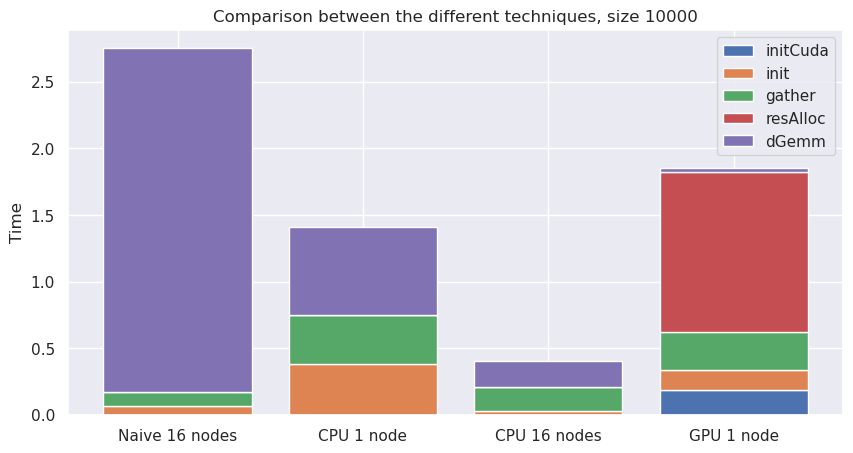 Comparison between the different techniques, size 10000
initCuda
init
gather
resAlloc
dGemm
Time
2.5
2.0
1.5
1.0
0.5
0.0
Naive 16 nodes
CPU 1 node
CPU 16 nodes
GPU 1 node